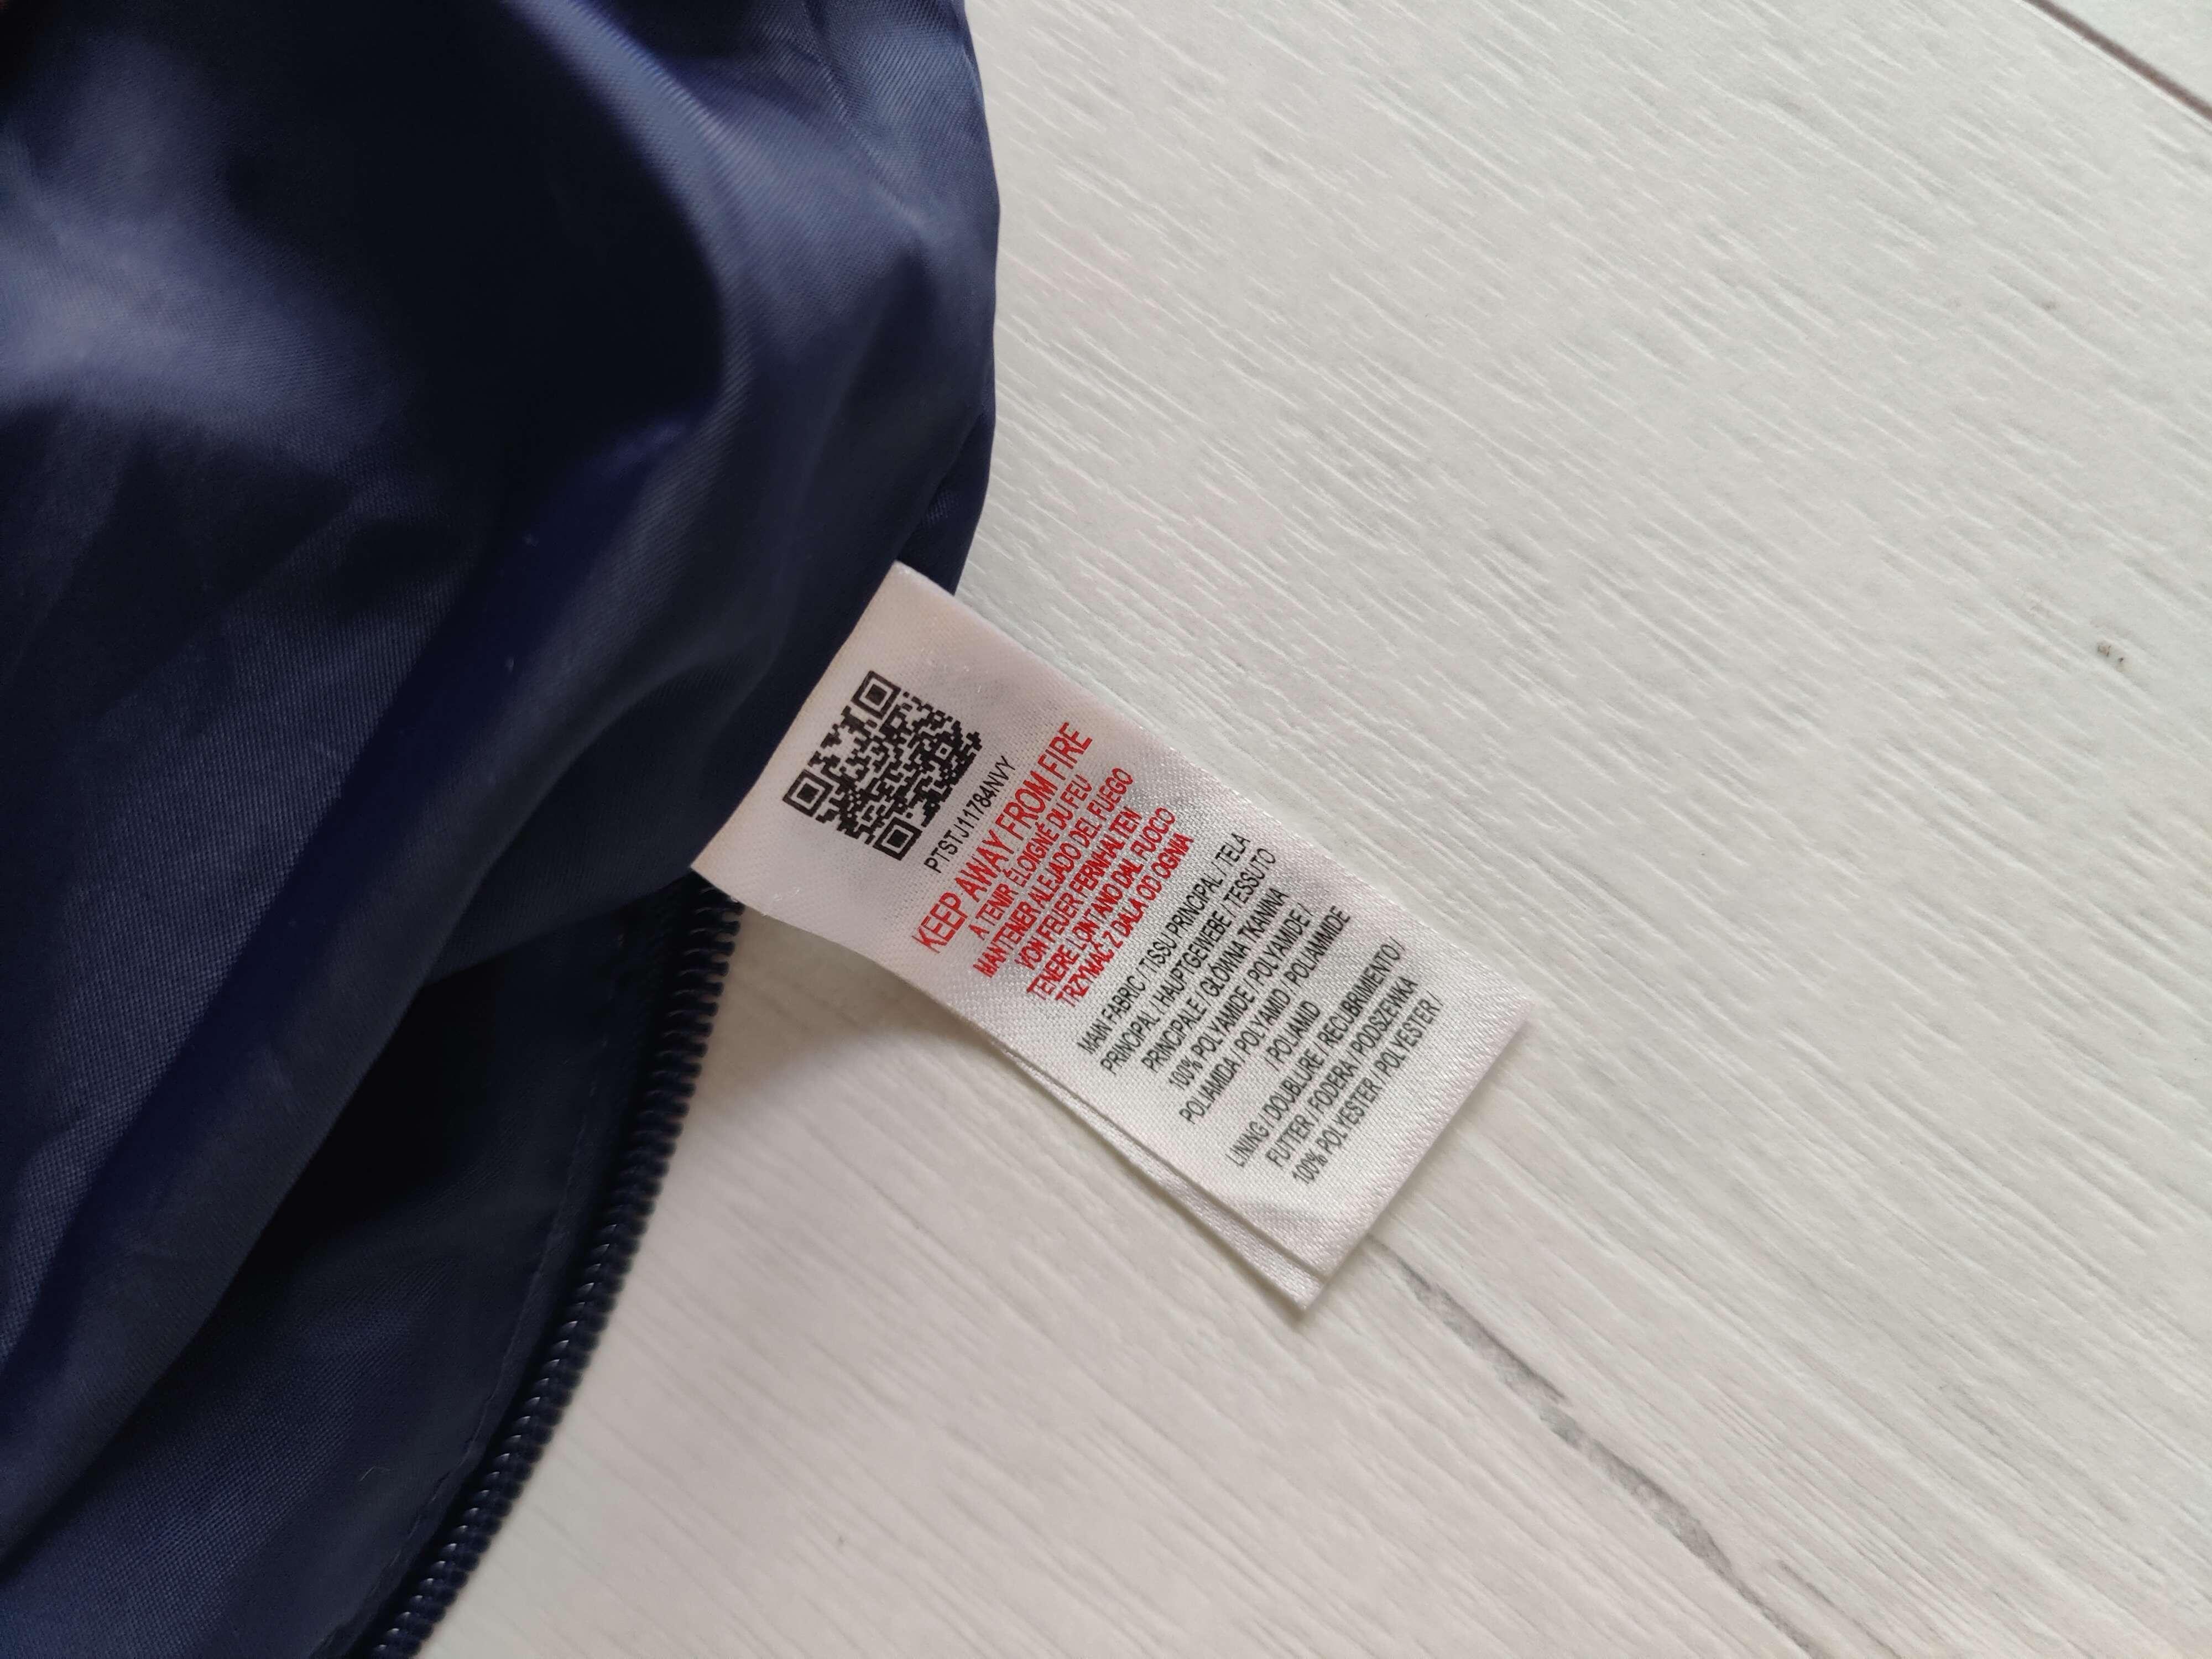 PTSTJ11784NVY
KEEP AWAY FROM FIRE
A TENIR ÉLOIGNÉ DU FEU
MANTENER ALEJADO DEL FUEGO
VON FEUER FERNHALTEN
TENERE LONTANO DAL FUOCO
TRZYMAĆ Z DALA OD OGNIA
MAIN FABRIC / TISSU PRINCIPAL / TELA
PRINCIPAL / HAUPTGEWEBE / TESSUTO
PRINCIPALE / GŁÓWNA TKANINA
100% POLYAMIDE / POLYAMIDE /
POLIAMIDA / POLYAMID / POLIAMMIDE
/ POLIAMID
LINING / DOUBLURE / RECUBRIMIENTO /
FUTTER / FODERA / PODSZEWKA
100% POLYESTER / POLYESTER /